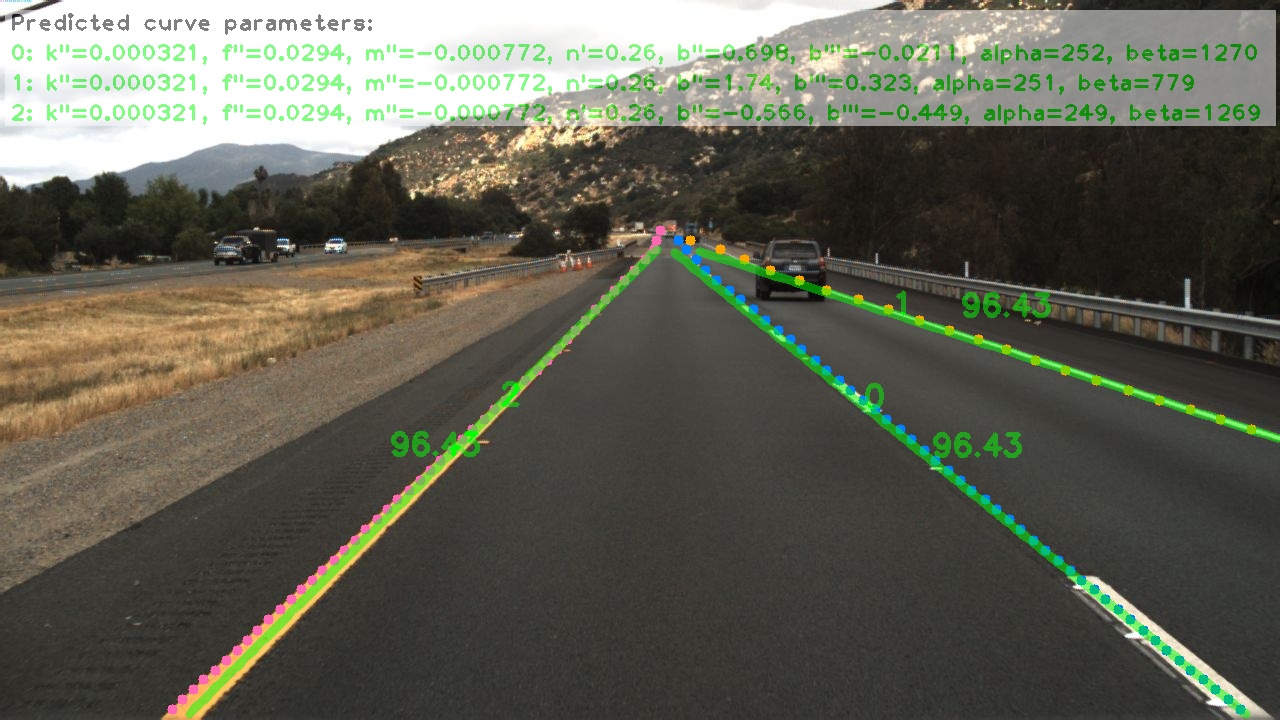 Predicted curve parameters:
0: k''=0.000321, f''=0.0294, m''=-0.000772, n'=0.26, b''=0.698, b'''=-0.0211, alpha=252, beta=1270
1: k''=0.000321, f''=0.0294, m''=-0.000772, n'=0.26, b''=1.74, b'''=0.323, alpha=251, beta=779
2: k''=0.000321, f''=0.0294, m''=-0.000772, n'=0.26, b''=-0.566, b'''=-0.449, alpha=249, beta=1269
1 96.43
2
0
96.43
96.43